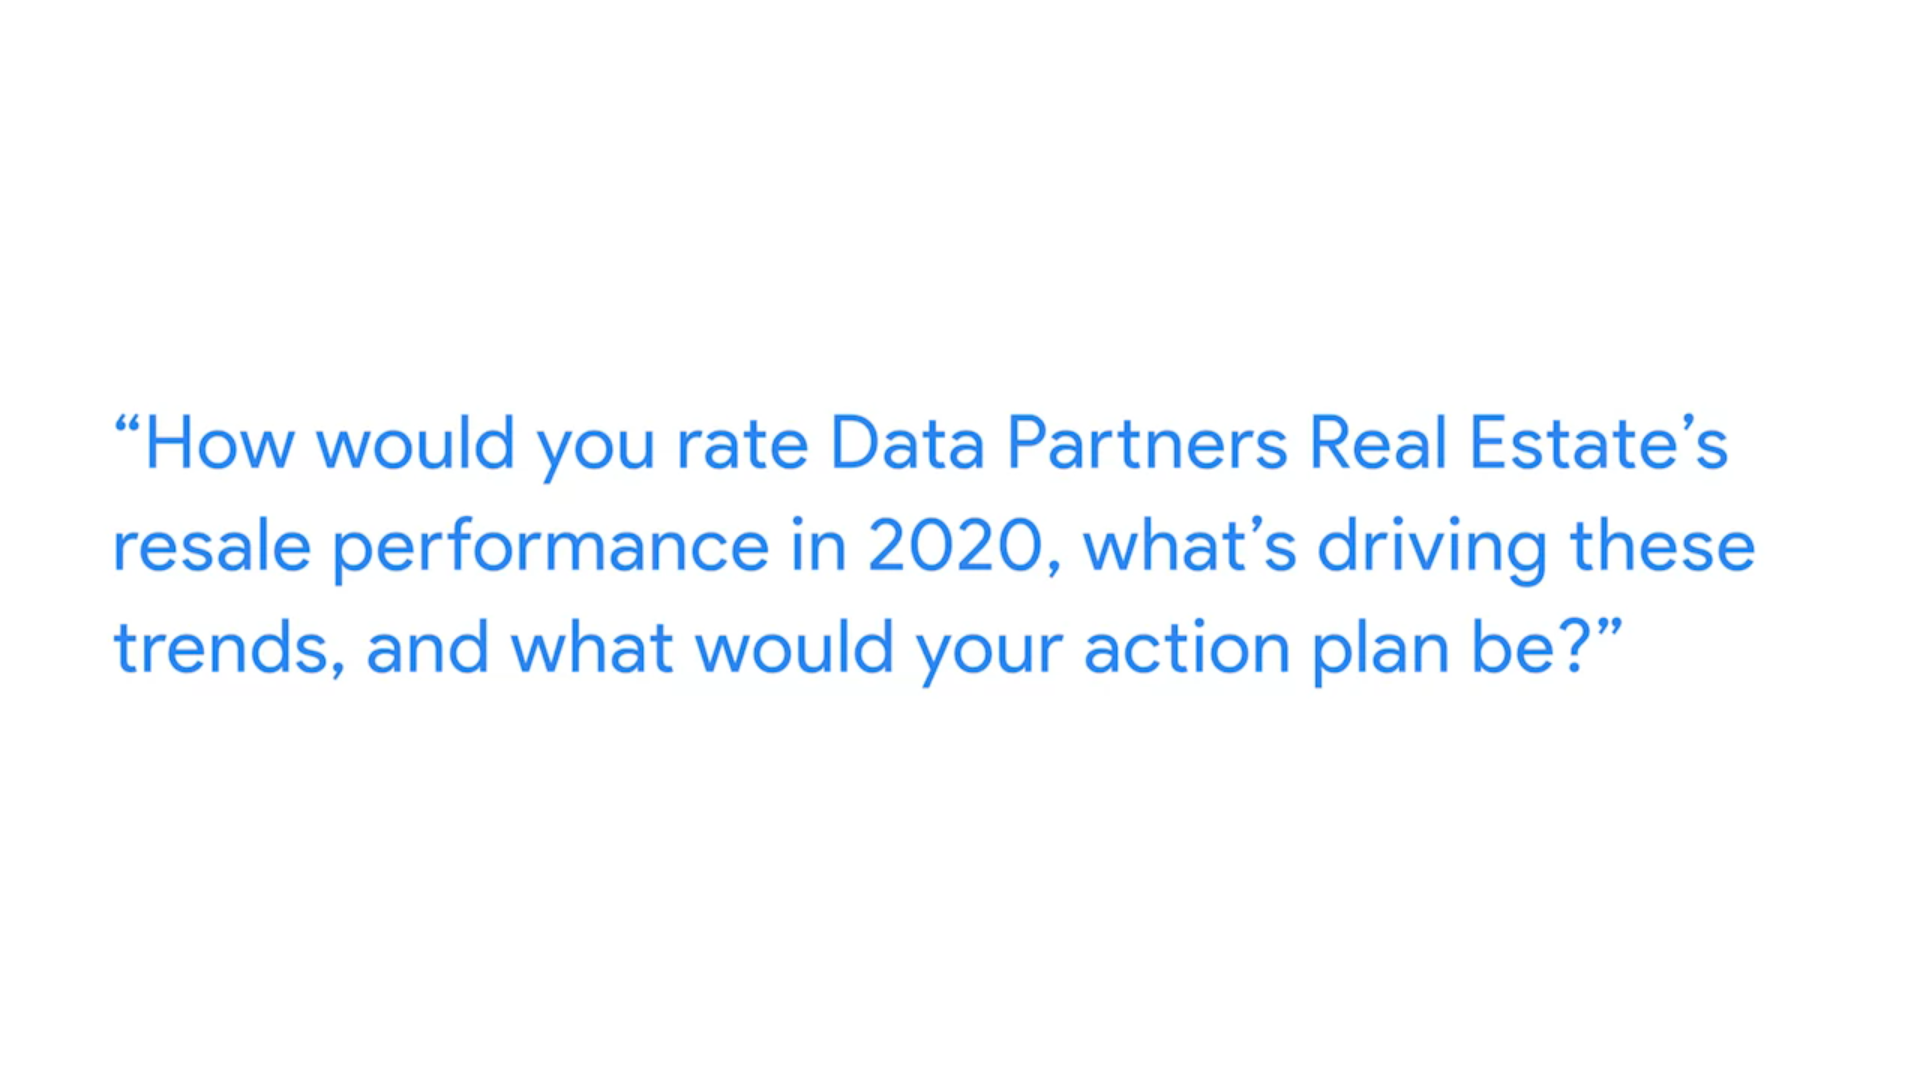 “How would you rate Data Partners Real Estate’s
resale performance in 2020, what’s driving these
trends, and what would your action plan be?”